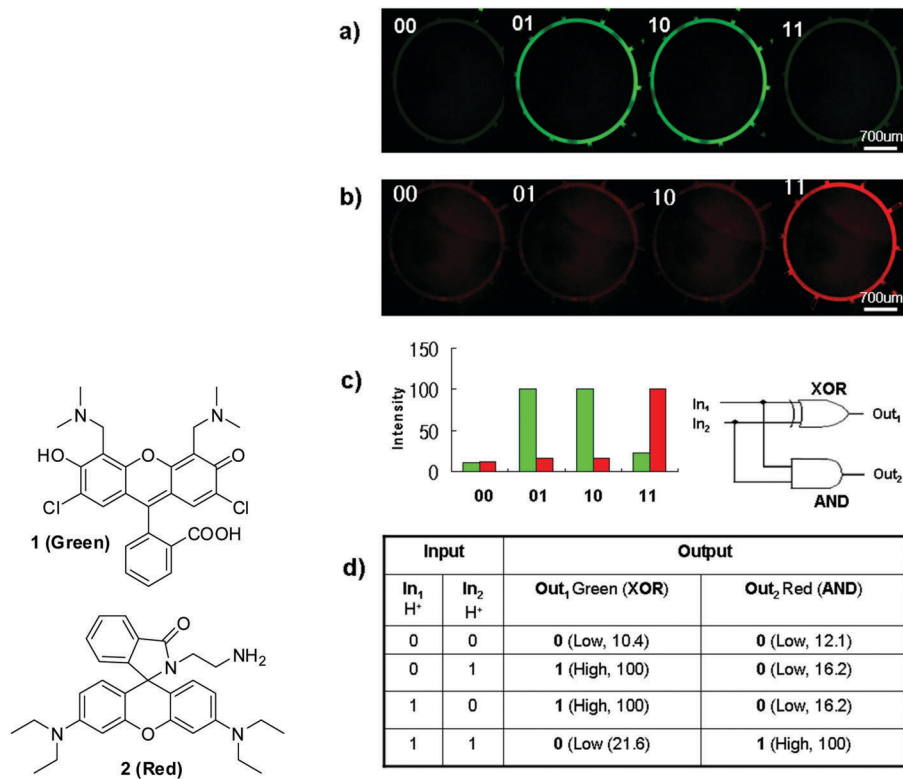 a)
00 01 10 11
700um
b)
00 01 10 11
700um
c)
150
100
50
0
Intensity
00 01 10 11
XOR
In₁
In₂
Out₁
Out₂
AND
N
N
HO O O
Cl Cl
COOH
1 (Green)
O
N NH₂
N O N
2 (Red)
d)
Input Output
In₁ In₂ Out₁ Green (XOR) Out₂ Red (AND)
H⁺ H⁺
0 0 0 (Low, 10.4) 0 (Low, 12.1)
0 1 1 (High, 100) 0 (Low, 16.2)
1 0 1 (High, 100) 0 (Low, 16.2)
1 1 0 (Low (21.6) 1 (High, 100)